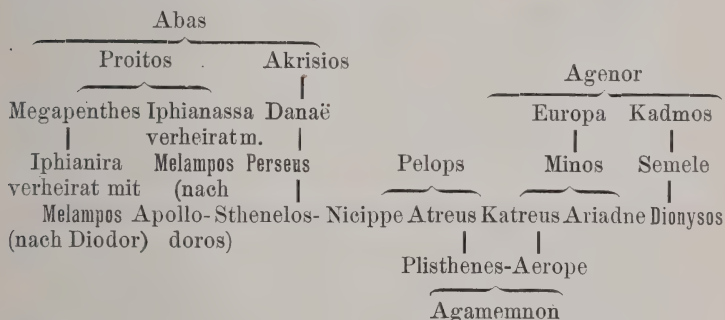 Abas
Proitos Akrisios
Agenor
Megapenthes Iphianassa Danaë Europa Kadmos
verheirat m.
Iphianira Melampos Perseus Pelops Minos Semele
verheirat mit (nach
Melampos Apollo- Sthenelos- Nicippe Atreus Katreus Ariadne Dionysos
(nach Diodor) doros)
Plisthenes-Aerope
Agamemnon